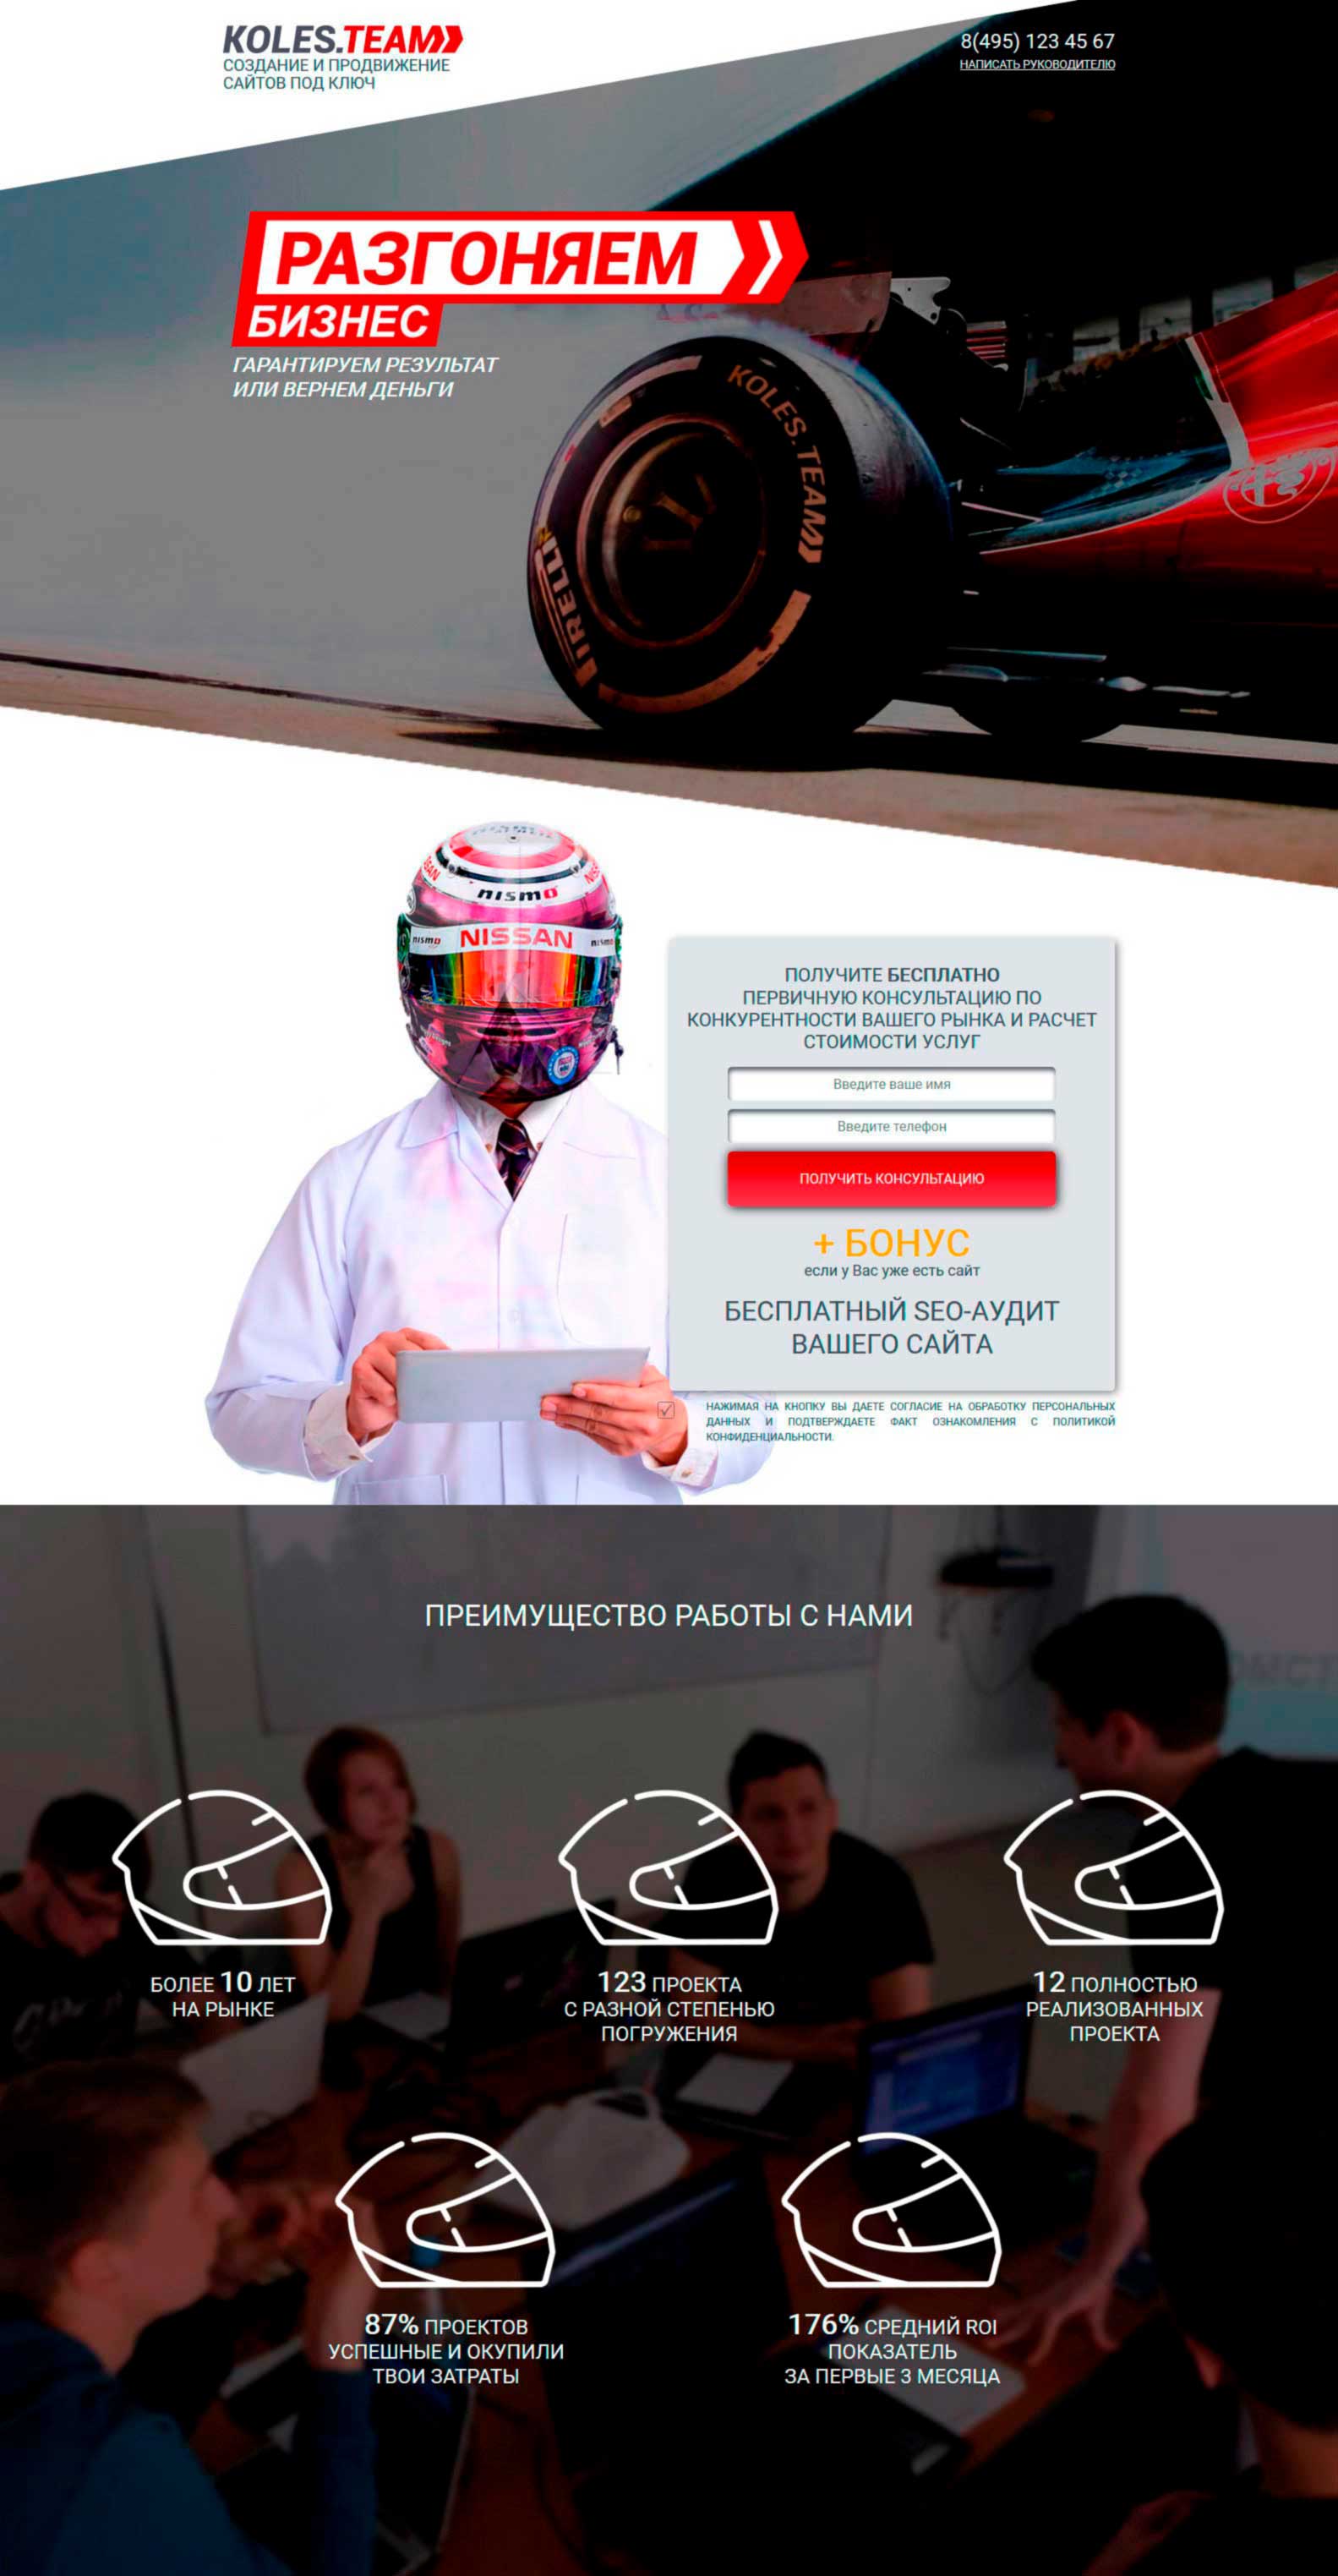 KOLES.TEAM
СОЗДАНИЕ И ПРОДВИЖЕНИЕ
САЙТОВ ПОД КЛЮЧ
8(495) 123 45 67
НАПИСАТЬ РУКОВОДИТЕЛЮ
РАЗГОНЯЕМ
БИЗНЕС
ГАРАНТИРУЕМ РЕЗУЛЬТАТ
ИЛИ ВЕРНЕМ ДЕНЬГИ
KOLES.TEAM
PIRELLI
nismo
nismo NISSAN nismo
ПОЛУЧИТЕ БЕСПЛАТНО
ПЕРВИЧНУЮ КОНСУЛЬТАЦИЮ ПО
КОНКУРЕНТНОСТИ ВАШЕГО РЫНКА И РАСЧЕТ
СТОИМОСТИ УСЛУГ
Введите ваше имя
Введите телефон
ПОЛУЧИТЬ КОНСУЛЬТАЦИЮ
+ БОНУС
если у Вас уже есть сайт
БЕСПЛАТНЫЙ SEO-АУДИТ
ВАШЕГО САЙТА
НАЖИМАЯ НА КНОПКУ ВЫ ДАЕТЕ СОГЛАСИЕ НА ОБРАБОТКУ ПЕРСОНАЛЬНЫХ
ДАННЫХ И ПОДТВЕРЖДАЕТЕ ФАКТ ОЗНАКОМЛЕНИЯ С ПОЛИТИКОЙ
КОНФИДЕНЦИАЛЬНОСТИ.
ПРЕИМУЩЕСТВО РАБОТЫ С НАМИ
БОЛЕЕ 10 ЛЕТ
НА РЫНКЕ
123 ПРОЕКТА
С РАЗНОЙ СТЕПЕНЬЮ
ПОГРУЖЕНИЯ
12 ПОЛНОСТЬЮ
РЕАЛИЗОВАННЫХ
ПРОЕКТА
87% ПРОЕКТОВ
УСПЕШНЫЕ И ОКУПИЛИ
ТВОИ ЗАТРАТЫ
176% СРЕДНИЙ ROI
ПОКАЗАТЕЛЬ
ЗА ПЕРВЫЕ 3 МЕСЯЦА